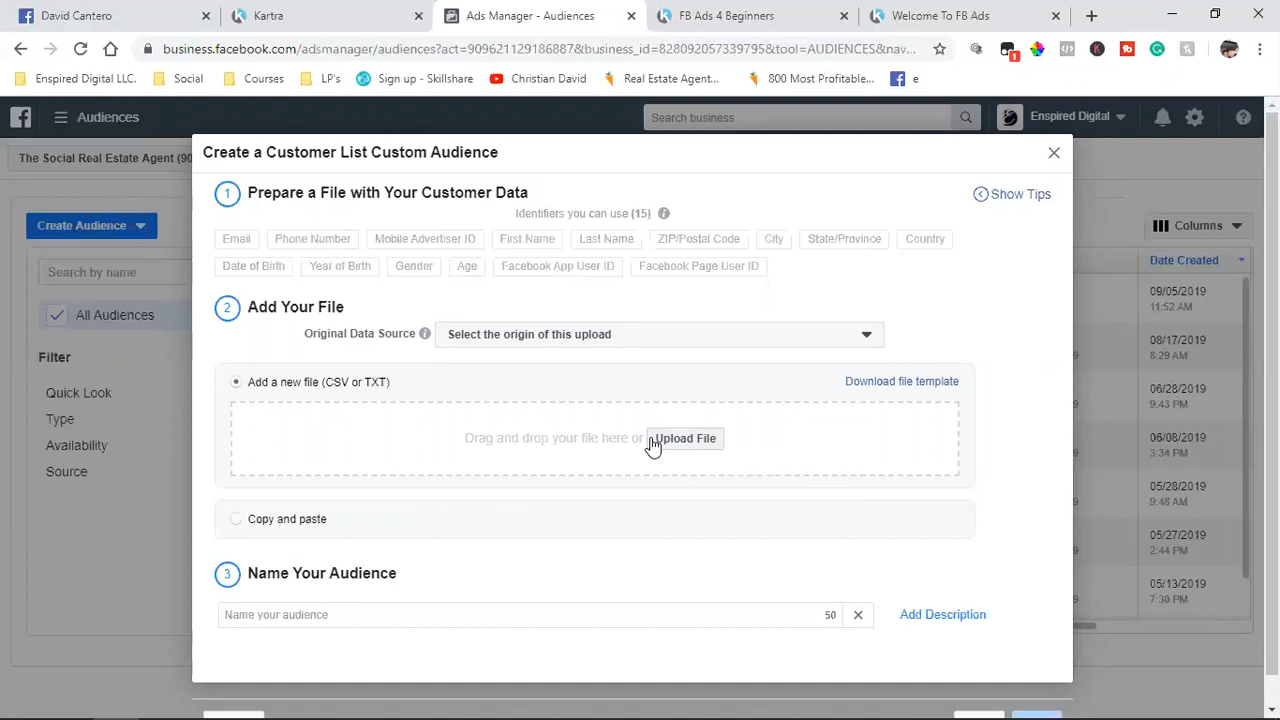 David Cantero
Kartra
Ads Manager - Audiences
FB Ads 4 Beginners
Welcome To FB Ads
business.facebook.com/adsmanager/audiences?act=909621129186887&business_id=828092057339795&tool=AUDIENCES&nav...
1
Enspired Digital LLC.
Social
Courses
LP's
Sign up - Skillshare
Christian David
Real Estate Agent...
800 Most Profitable...
e
Audiences
Search business
Enspired Digital
The Social Real Estate Agent (90
Create a Customer List Custom Audience
1
Prepare a File with Your Customer Data
Show Tips
Identifiers you can use (15)
Email
Phone Number
Mobile Advertiser ID
First Name
Last Name
ZIP/Postal Code
City
State/Province
Country
Date of Birth
Year of Birth
Gender
Age
Facebook App User ID
Facebook Page User ID
2
Add Your File
Original Data Source
Select the origin of this upload
Add a new file (CSV or TXT)
Download file template
Drag and drop your file here or
Upload File
Copy and paste
3
Name Your Audience
Name your audience
50
Add Description
Create Audience
Search by name
All Audiences
Filter
Quick Look
Type
Availability
Source
Columns
Date Created
09/05/2019
11:52 AM
08/17/2019
8:29 AM
06/28/2019
9:43 PM
06/08/2019
3:34 PM
05/28/2019
9:48 AM
05/27/2019
2:44 PM
05/13/2019
7:30 PM